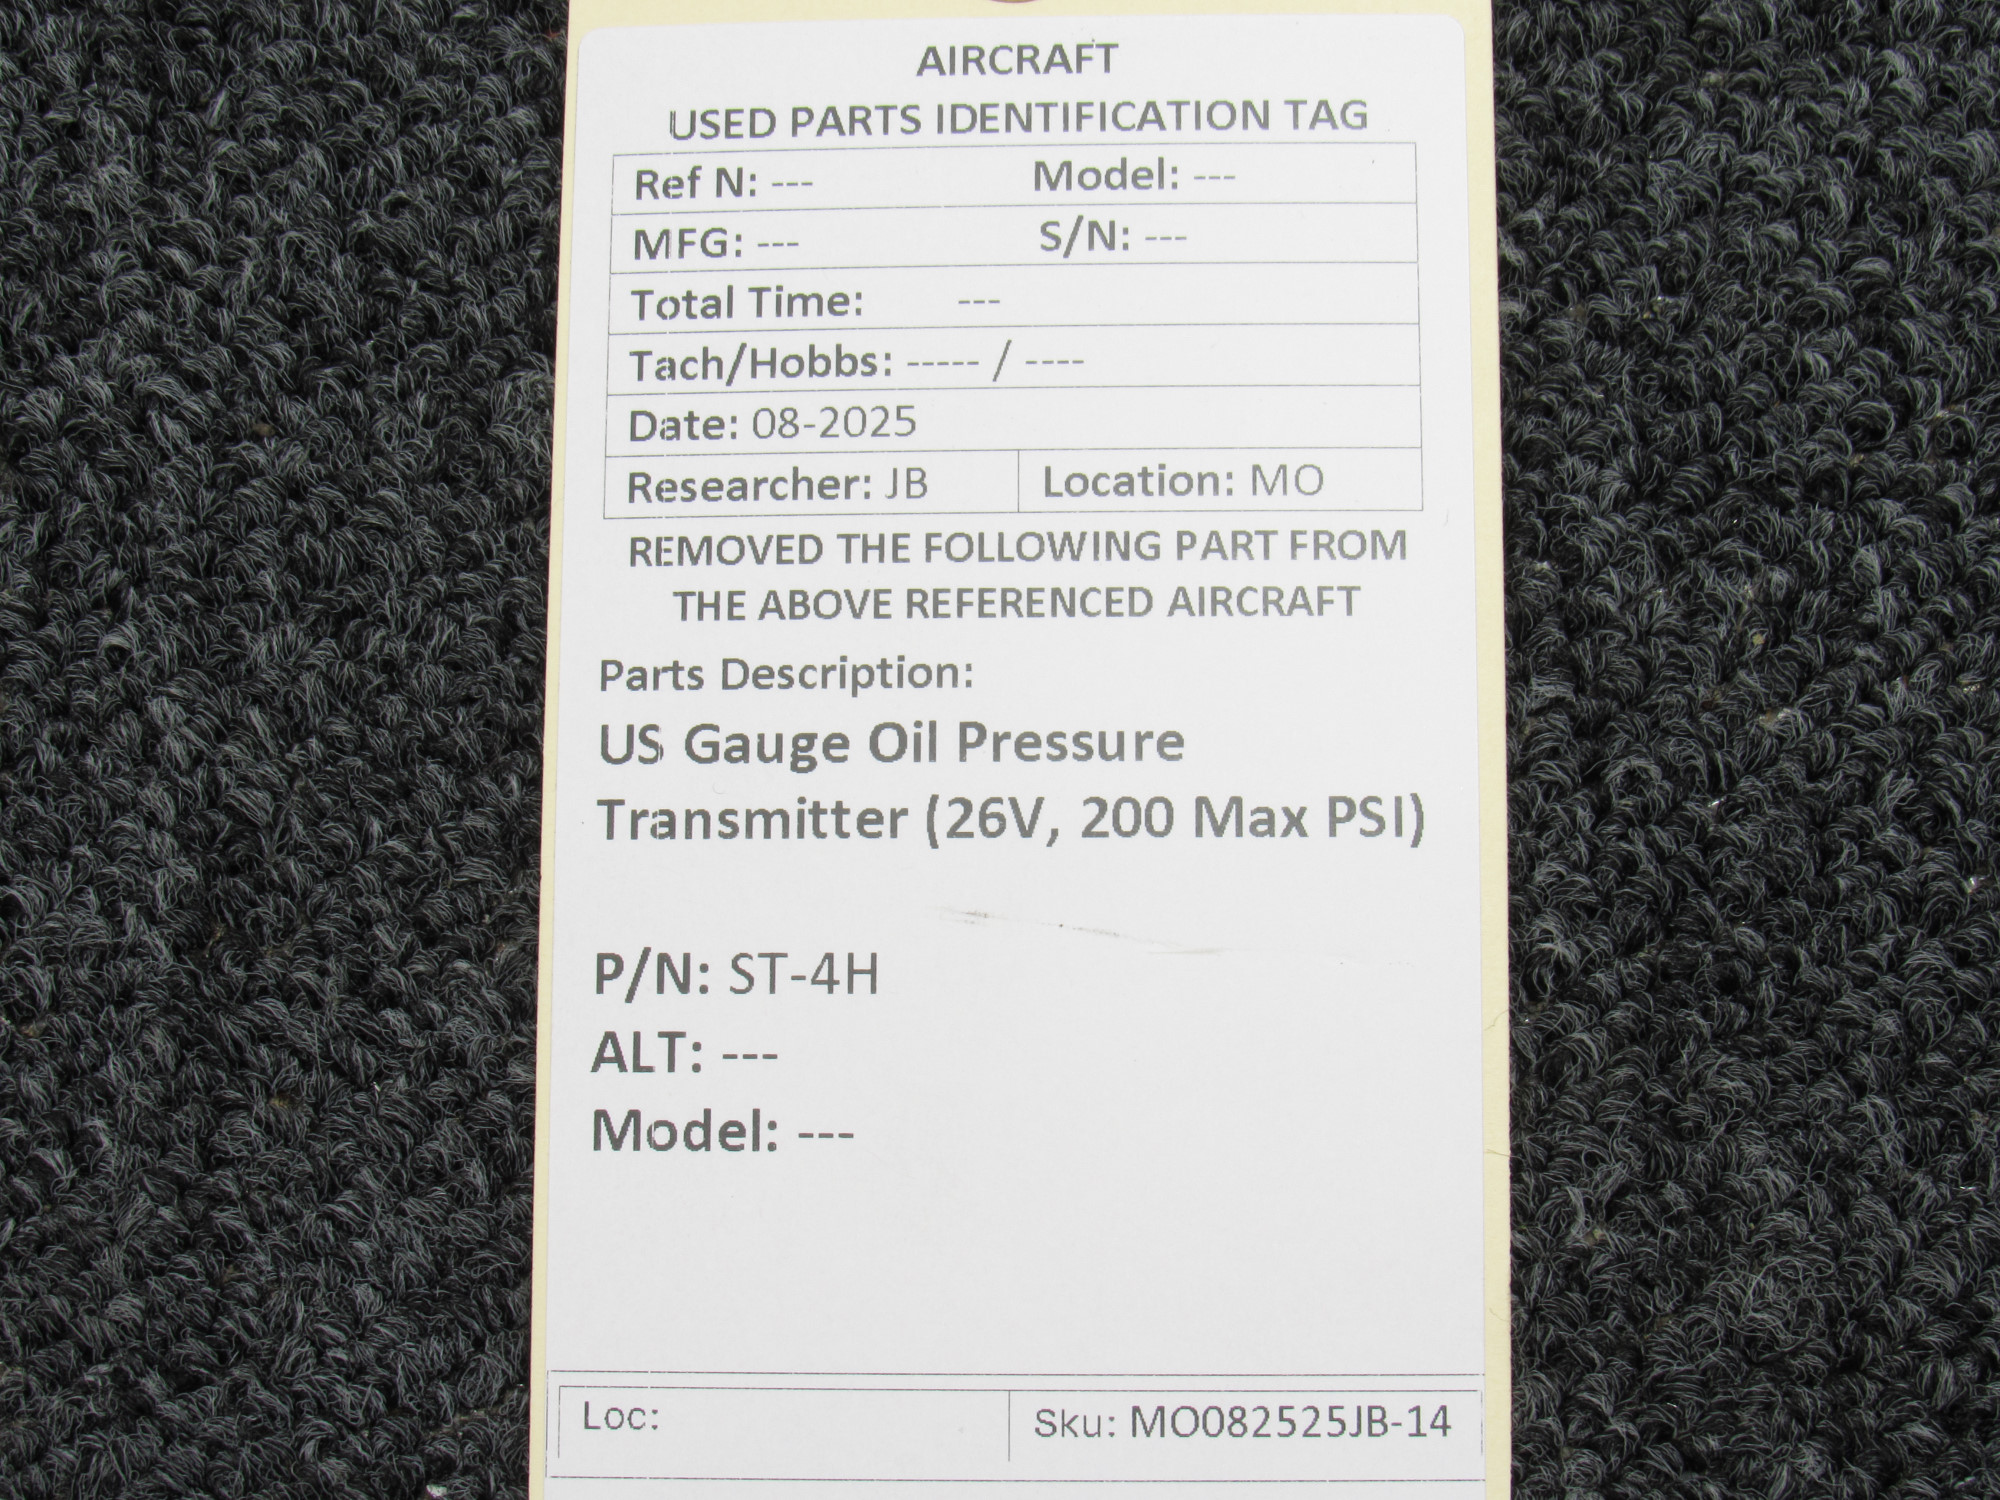 AIRCRAFT
USED PARTS IDENTIFICATION TAG
Ref N: --- Model: ---
MFG: --- S/N: ---
Total Time: ---
Tach/Hobbs: ----- / ----
Date: 08-2025
Researcher: JB Location: MO
REMOVED THE FOLLOWING PART FROM
THE ABOVE REFERENCED AIRCRAFT
Parts Description:
US Gauge Oil Pressure
Transmitter (26V, 200 Max PSI)
P/N: ST-4H
ALT: ---
Model: ---
Loc: Sku: MO082525JB-14